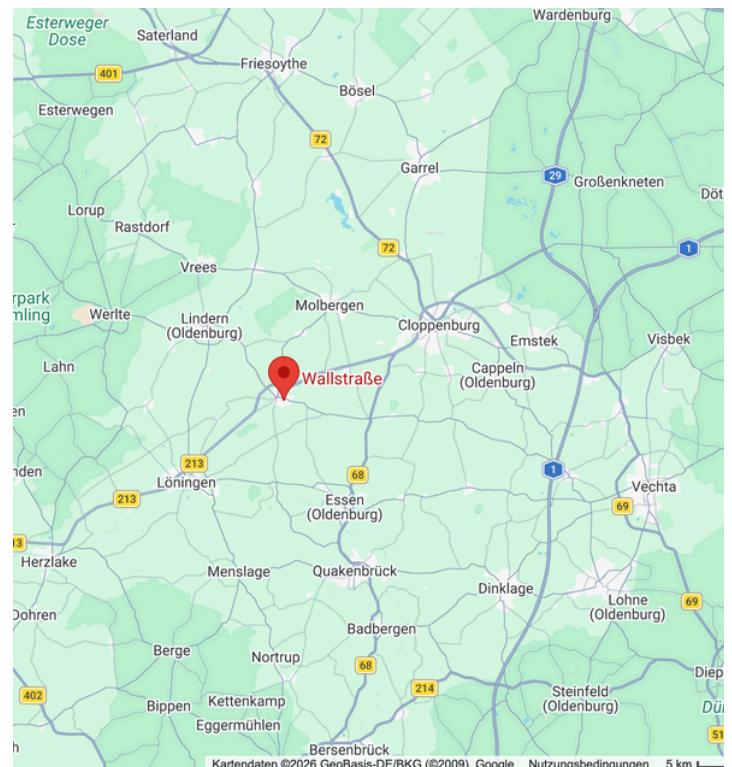 Wardenburg
Esterweger
Dose
Saterland
Friesoythe
401
Bösel
Esterwegen
72
Garrel
29
Großenkneten
Döt
Lorup
Rastdorf
72
1
Vrees
rpark
mling
Werlte
Molbergen
Lindern
(Oldenburg)
Cloppenburg
Emstek
Visbek
Lahn
Wallstraße
Cappeln
(Oldenburg)
en
213
68
1
nden
Löningen
Vechta
213
Essen
(Oldenburg)
69
13
Herzlake
Menslage
Quakenbrück
Dinklage
Lohne
(Oldenburg)
69
Dohren
Badbergen
Berge
Nortrup
68
214
402
Diep
Bippen
Kettenkamp
Steinfeld
(Oldenburg)
Dü
Eggermühlen
51
h
Bersenbrück
Kartendaten ©2026 GeoBasis-DE/BKG (©2009), Google Nutzungsbedingungen 5 km